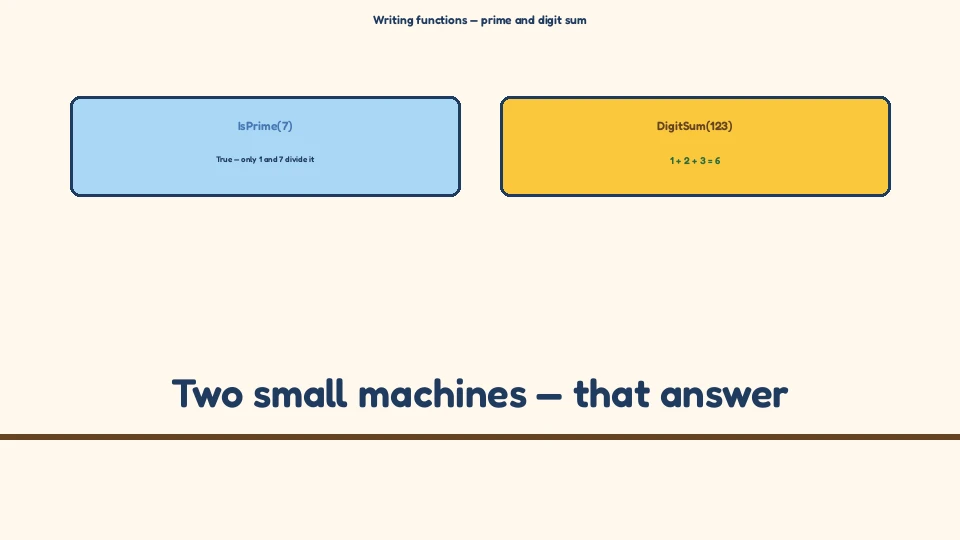 Writing functions — prime and digit sum
IsPrime(7)
True — only 1 and 7 divide it
DigitSum(123)
1 + 2 + 3 = 6
Two small machines — that answer